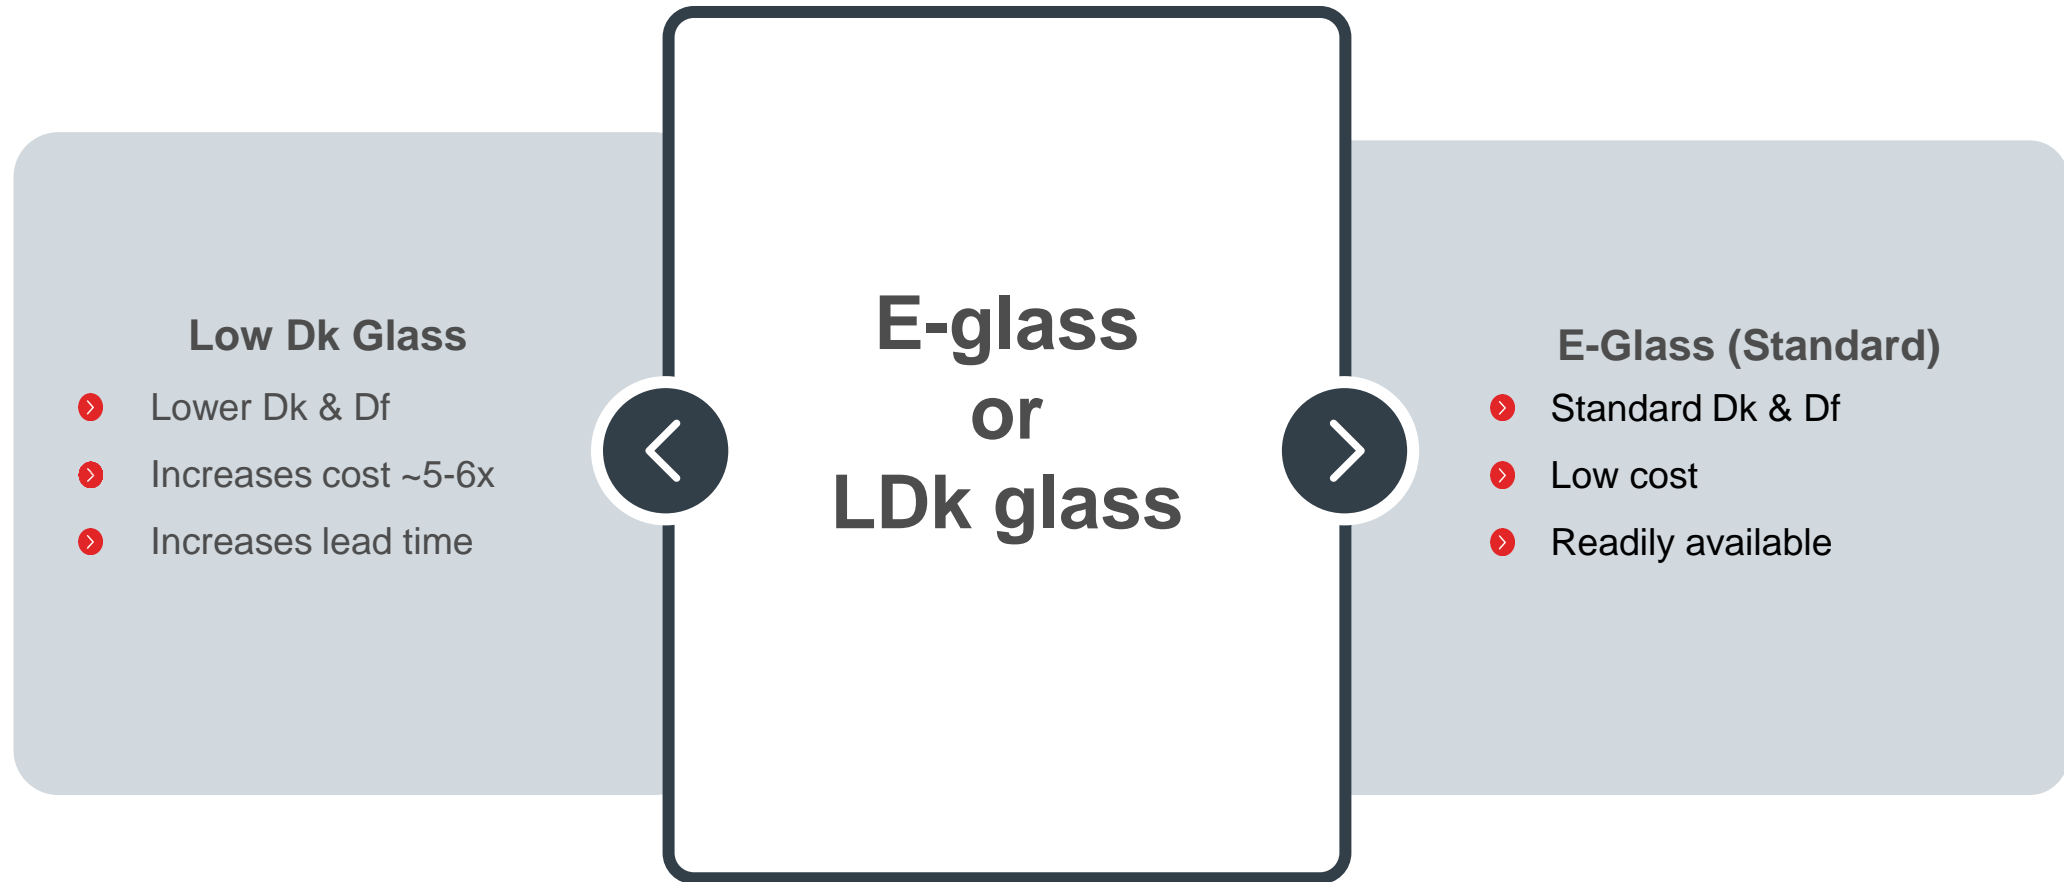 Low Dk Glass
Lower Dk & Df
Increases cost ~5-6x
Increases lead time
E-glass
or
LDk glass
E-Glass (Standard)
Standard Dk & Df
Low cost
Readily available